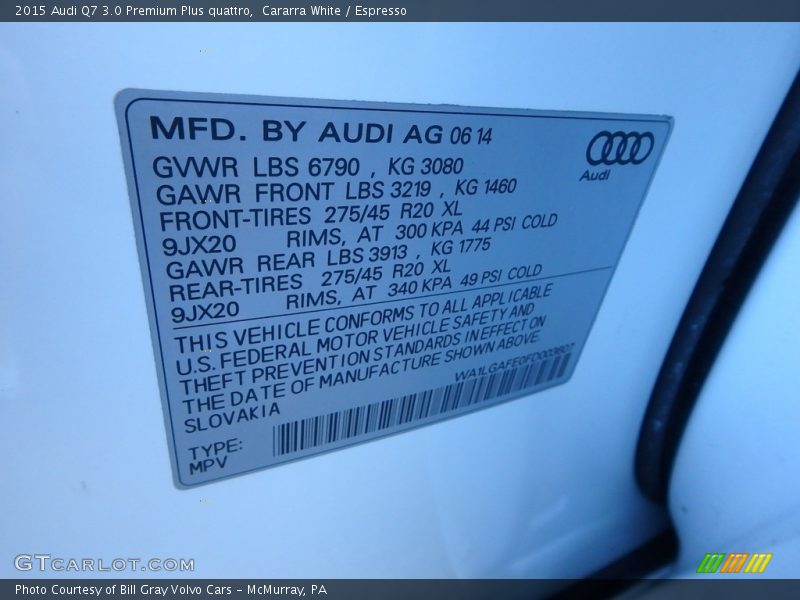 2015 Audi Q7 3.0 Premium Plus quattro,  Cararra White / Espresso
MFD. BY AUDI AG 06 14
GVWR LBS 6790 , KG 3080
GAWR FRONT LBS 3219 , KG 1460
FRONT-TIRES 275/45 R20 XL
9JX20 RIMS, AT 300 KPA 44 PSI COLD
GAWR REAR LBS 3913 , KG 1775
REAR-TIRES 275/45 R20 XL
9JX20 RIMS, AT 340 KPA 49 PSI COLD
Audi
THIS VEHICLE CONFORMS TO ALL APPLICABLE
U.S. FEDERAL MOTOR VEHICLE SAFETY AND
THEFT PREVENTION STANDARDS IN EFFECT ON
THE DATE OF MANUFACTURE SHOWN ABOVE
SLOVAKIA
WA1LGAFE0FD003607
TYPE:
MPV
GTCARLOT.COM
Photo Courtesy of Bill Gray Volvo Cars – McMurray, PA